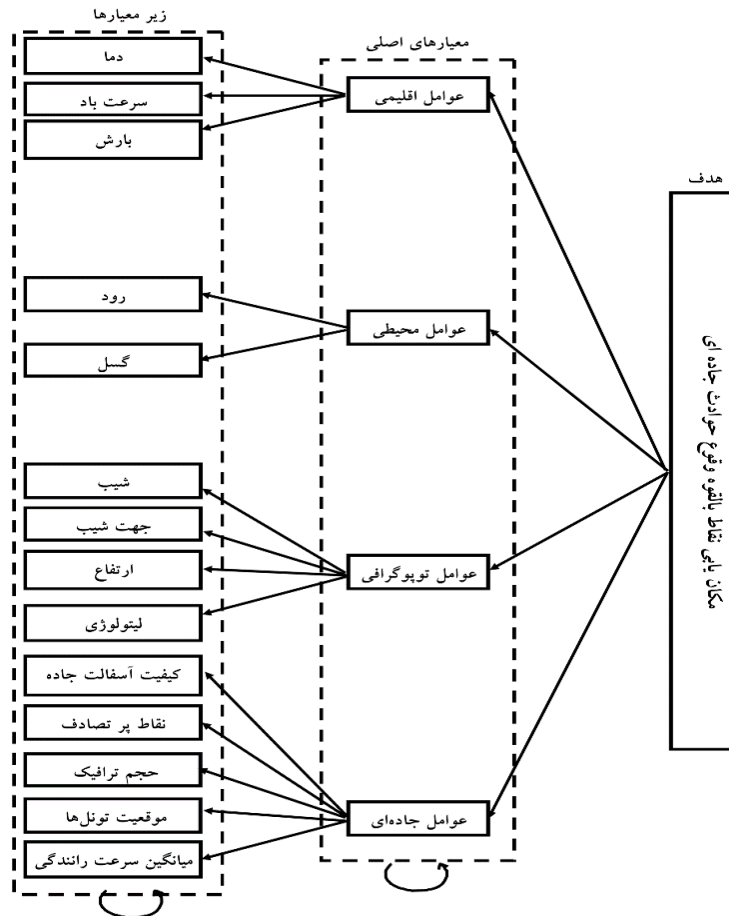 هدف
مکان یابی نقاط بالقوه وقوع حوادث جاده ای
معیارهای اصلی
عوامل اقلیمی
عوامل محیطی
عوامل توپوگرافی
عوامل جاده‌ای
زیر معیارها
دما
سرعت باد
بارش
رود
گسل
شیب
جهت شیب
ارتفاع
لیتولوژی
کیفیت آسفالت جاده
نقاط پر تصادف
حجم ترافیک
موقعیت تونل‌ها
میانگین سرعت رانندگی